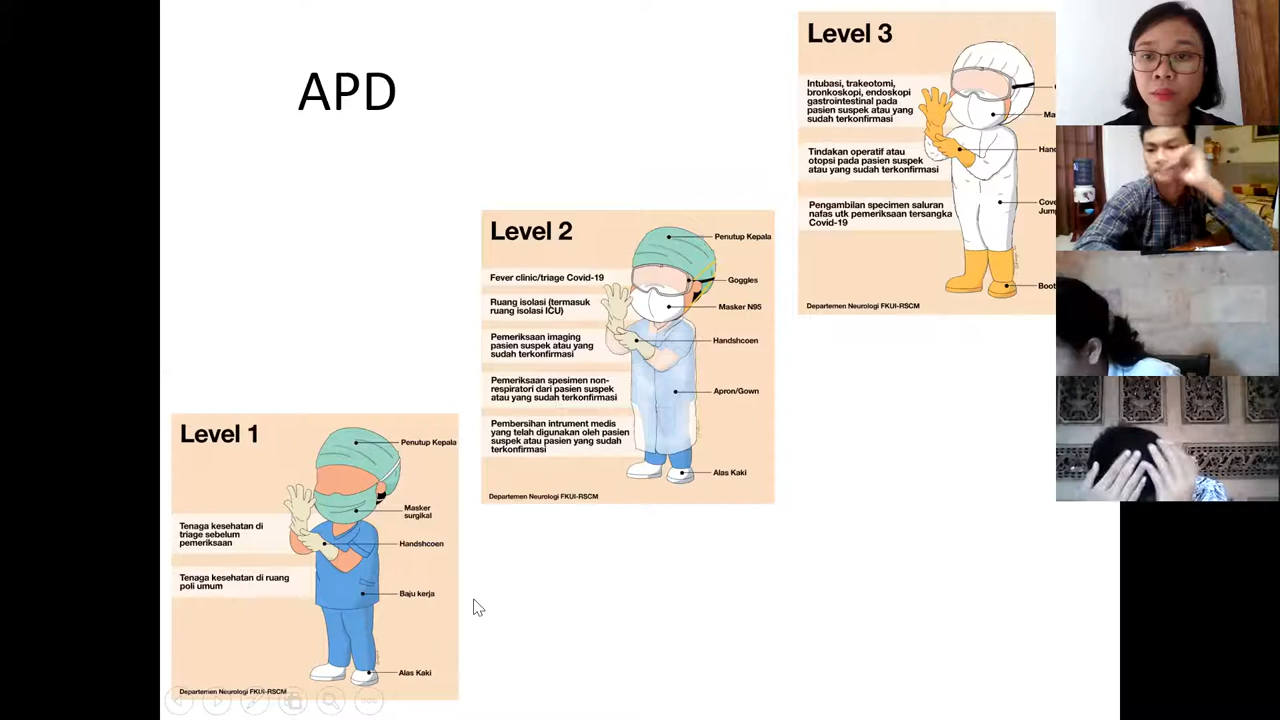 APD
Level 1
Penutup Kepala
Masker
surgikal
Tenaga kesehatan di
triage sebelum
pemeriksaan
Handshcoen
Tenaga kesehatan di ruang
poli umum
Baju kerja
Alas Kaki
Departemen Neurologi FKUI-RSCM
Level 2
Penutup Kepala
Fever clinic/triage Covid-19
Goggles
Ruang isolasi (termasuk
ruang isolasi ICU)
Masker N95
Pemeriksaan imaging
pasien suspek atau yang
sudah terkonfirmasi
Handshcoen
Pemeriksaan spesimen non-
respiratori dari pasien suspek
atau yang sudah terkonfirmasi
Apron/Gown
Pembersihan intrument medis
yang telah digunakan oleh pasien
suspek atau pasien yang sudah
terkonfirmasi
Alas Kaki
Departemen Neurologi FKUI-RSCM
Level 3
Intubasi, trakeotomi,
bronkoskopi, endoskopi
gastrointestinal pada
pasien suspek atau yang
sudah terkonfirmasi
Tindakan operatif atau
otopsi pada pasien suspek
atau yang sudah terkonfirmasi
Pengambilan specimen saluran
nafas utk pemeriksaan tersangka
Covid-19
Boot
Departemen Neurologi FKUI-RSCM